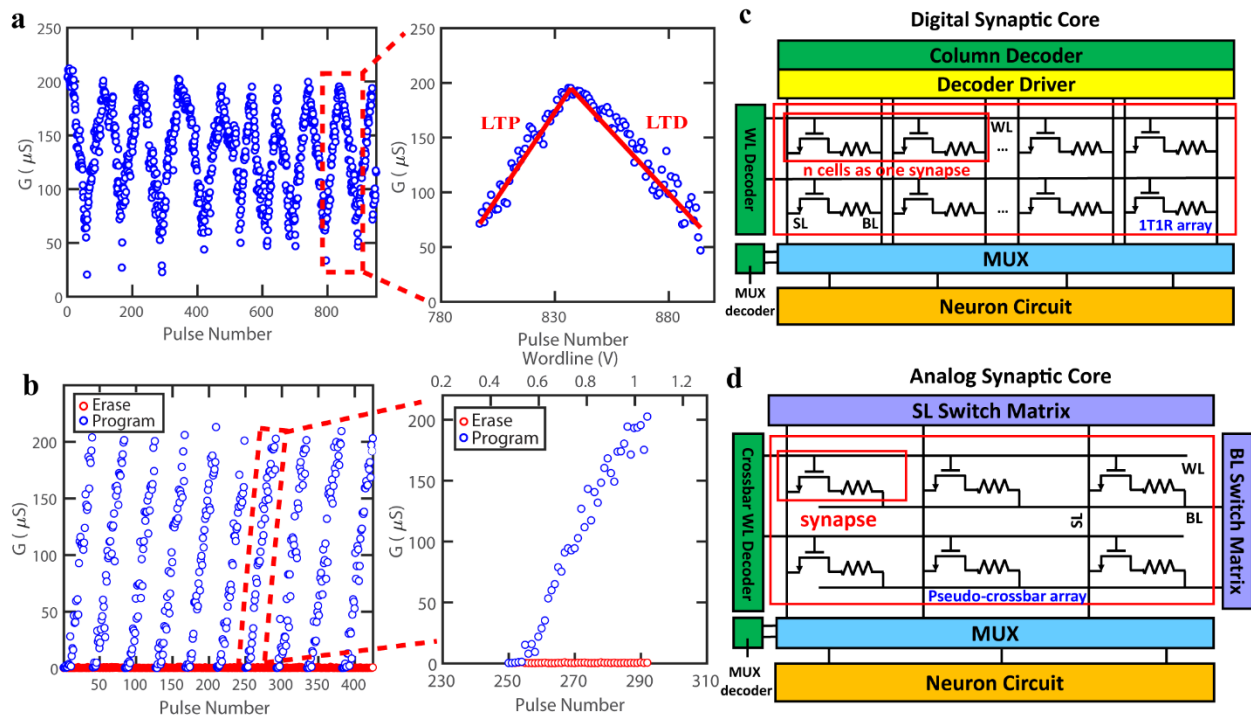 a
250
200
150
100
50
0
G (μS)
0
200
400
600
800
Pulse Number
250
200
150
100
50
0
G (μS)
LTP
LTD
780
830
880
Pulse Number
b
Erase
Program
200
150
100
50
0
G (μS)
50
100
150
200
250
300
350
400
Pulse Number
Wordline (V)
0.2
0.4
0.6
0.8
1
1.2
Erase
Program
200
150
100
50
0
G (μS)
230
250
270
290
310
Pulse Number
c
Digital Synaptic Core
Column Decoder
Decoder Driver
WL Decoder
WL
...
n cells as one synapse
...
SL
BL
1T1R array
MUX
MUX
decoder
Neuron Circuit
d
Analog Synaptic Core
SL Switch Matrix
Crossbar WL Decoder
BL Switch Matrix
WL
synapse
SL
BL
Pseudo-crossbar array
MUX
MUX
decoder
Neuron Circuit